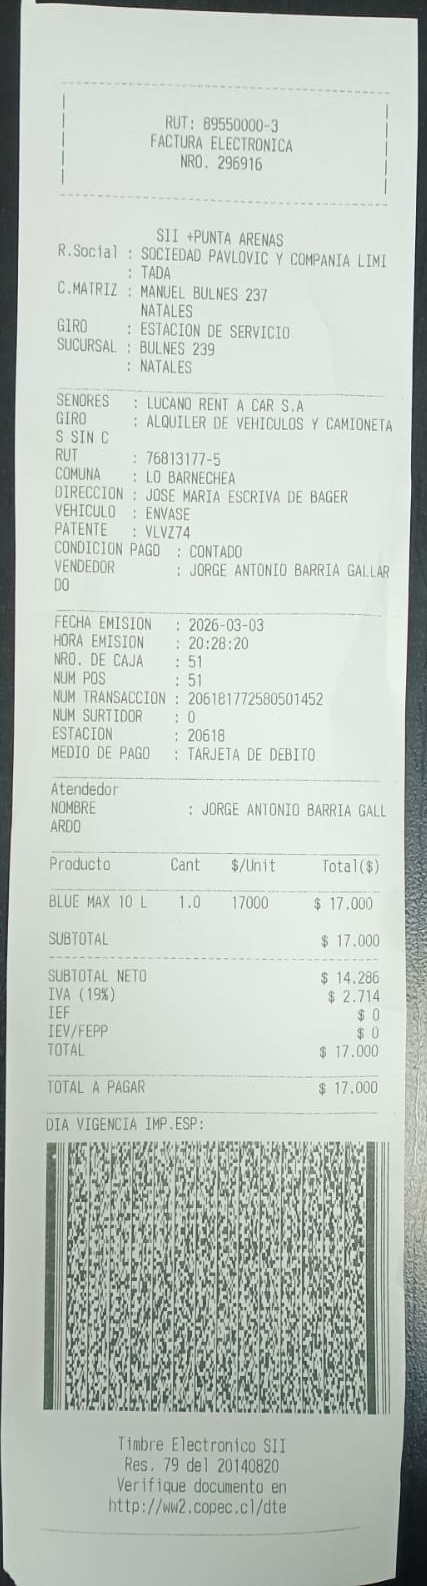 RUT: 89550000-3
FACTURA ELECTRONICA
NRO. 296916
SII +PUNTA ARENAS
R.Social : SOCIEDAD PAVLOVIC Y COMPANIA LIMI
: TADA
C.MATRIZ : MANUEL BULNES 237
NATALES
GIRO : ESTACION DE SERVICIO
SUCURSAL : BULNES 239
: NATALES
SENORES : LUCANO RENT A CAR S.A
GIRO : ALQUILER DE VEHICULOS Y CAMIONETA
S SIN C
RUT : 76813177-5
COMUNA : LO BARNECHEA
DIRECCION : JOSE MARIA ESCRIVA DE BAGER
VEHICULO : ENVASE
PATENTE : VLVZ74
CONDICION PAGO : CONTADO
VENDEDOR : JORGE ANTONIO BARRIA GALLAR
DO
FECHA EMISION : 2026-03-03
HORA EMISION : 20:28:20
NRO. DE CAJA : 51
NUM POS : 51
NUM TRANSACCION : 206181772580501452
NUM SURTIDOR : 0
ESTACION : 20618
MEDIO DE PAGO : TARJETA DE DEBITO
Atendedor
NOMBRE : JORGE ANTONIO BARRIA GALL
ARDO
Producto Cant $/Unit Total($)
BLUE MAX 10 L 1.0 17000 $ 17.000
SUBTOTAL $ 17.000
SUBTOTAL NETO $ 14.286
IVA (19%) $ 2.714
IEF $ 0
IEV/FEPP $ 0
TOTAL $ 17.000
TOTAL A PAGAR $ 17.000
DIA VIGENCIA IMP.ESP:
Timbre Electronico SII
Res. 79 del 20140820
Verifique documento en
http://ww2.copec.cl/dte